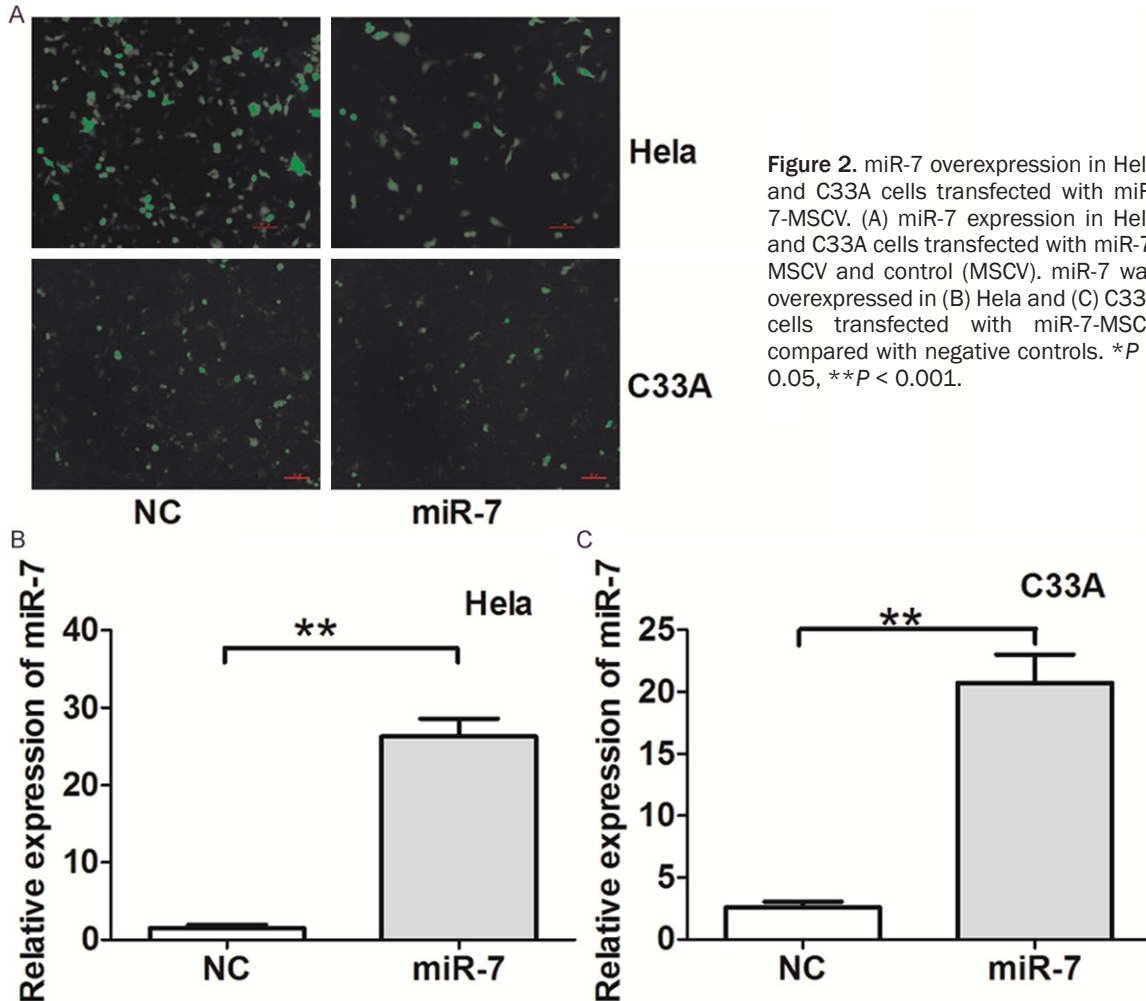 A
Hela
C33A
NC
miR-7
Figure 2. miR-7 overexpression in Hel
and C33A cells transfected with miR
7-MSCV. (A) miR-7 expression in Hel
and C33A cells transfected with miR-7
MSCV and control (MSCV). miR-7 wa
overexpressed in (B) Hela and (C) C33
cells transfected with miR-7-MSC
compared with negative controls. *P
0.05, **P < 0.001.
B
Relative expression of miR-7
Hela
**
40
30
20
10
0
NC
miR-7
C
Relative expression of miR-7
C33A
**
25
20
15
10
5
0
NC
miR-7